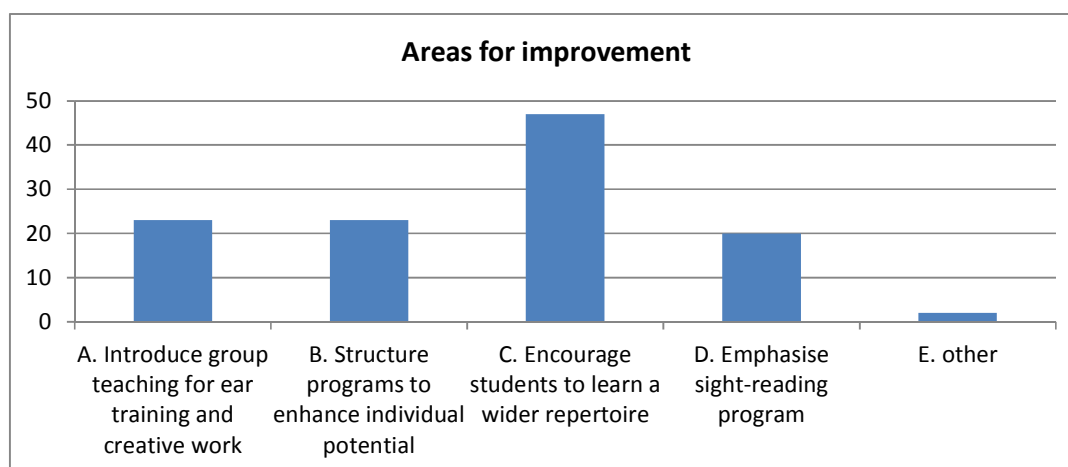 Areas for improvement
50
40
30
20
10
0
A. Introduce group
teaching for ear
training and
creative work
B. Structure
programs to
enhance individual
potential
C. Encourage
students to learn a
wider repertoire
D. Emphasise
sight-reading
program
E. other